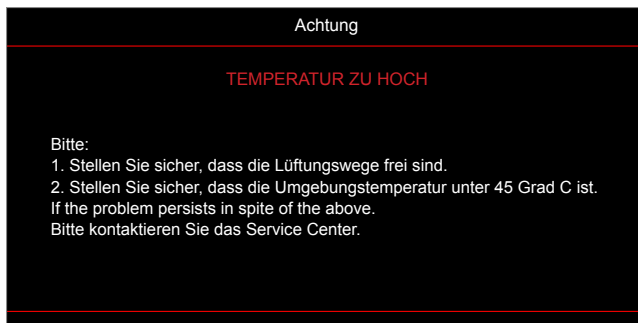 Achtung
TEMPERATUR ZU HOCH
Bitte:
1. Stellen Sie sicher, dass die Lüftungswege frei sind.
2. Stellen Sie sicher, dass die Umgebungstemperatur unter 45 Grad C ist.
If the problem persists in spite of the above.
Bitte kontaktieren Sie das Service Center.